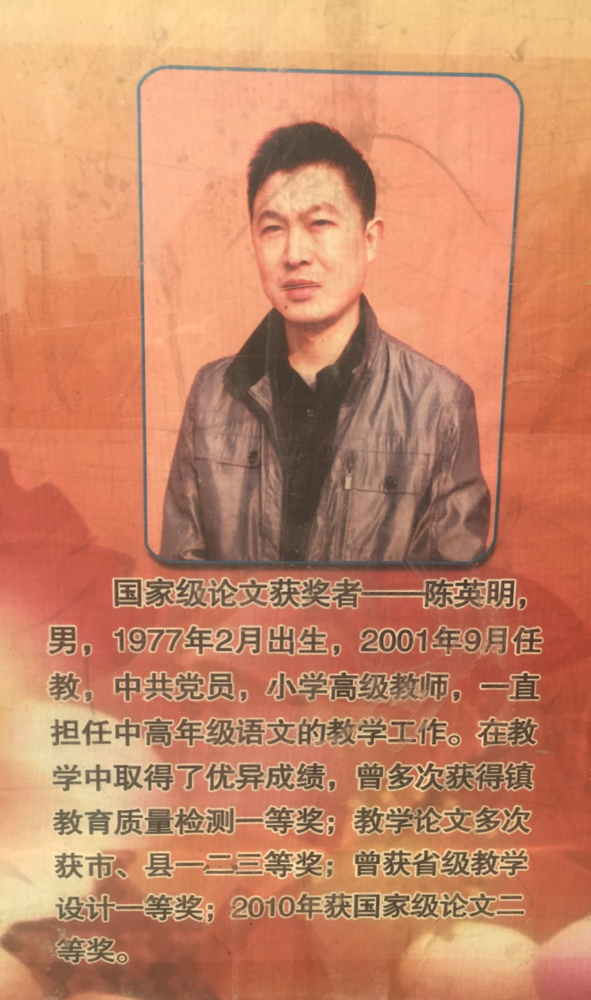 国家级论文获奖者——陈英明，
男，1977年2月出生，2001年9月任
教，中共党员，小学高级教师，一直
担任中高年级语文的教学工作。在教
学中取得了优异成绩，曾多次获得镇
教育质量检测一等奖；教学论文多次
获市、县一二三等奖；曾获省级教学
设计一等奖；2010年获国家级论文二
等奖。